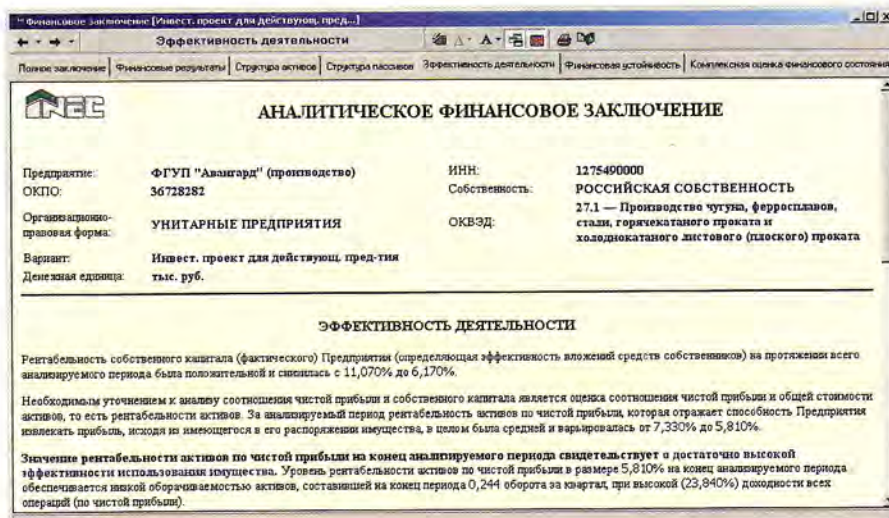 Финансовое заключение [Инвест. проект для действующ. пред...]
Эффективность деятельности
Полное заключение Финансовые результаты Структура активов Структура пассивов Эффективность деятельности Финансовая устойчивость Комплексная оценка финансового состояния
INEC
АНАЛИТИЧЕСКОЕ ФИНАНСОВОЕ ЗАКЛЮЧЕНИЕ
Предприятие: ФГУП "Авангард" (производство) ИНН: 1275490000
ОКПО: 36728282 Собственность: РОССИЙСКАЯ СОБСТВЕННОСТЬ
Организационно-правовая форма: УНИТАРНЫЕ ПРЕДПРИЯТИЯ ОКВЭД: 27.1 — Производство чугуна, ферросплавов,
стали, горячекатаного проката и
холоднокатаного листового (плоского) проката
Вариант: Инвест. проект для действующ. пред-тия
Денежная единица: тыс. руб.
ЭФФЕКТИВНОСТЬ ДЕЯТЕЛЬНОСТИ
Рентабельность собственного капитала (фактического) Предприятия (определяющая эффективность вложений средств собственников) на протяжении всего
анализируемого периода была положительной и снизилась с 11,070% до 6,170%.
Необходимым уточнением к анализу соотношения чистой прибыли и собственного капитала является оценка соотношения чистой прибыли и общей стоимости
активов, то есть рентабельности активов. За анализируемый период рентабельность активов по чистой прибыли, которая отражает способность Предприятия
извлекать прибыль, исходя из имеющегося в его распоряжении имущества, в целом была средней и варьировалась от 7,330% до 5,810%.
Значение рентабельности активов по чистой прибыли на конец анализируемого периода свидетельствует о достаточно высокой
эффективности использования имущества. Уровень рентабельности активов по чистой прибыли в размере 5,810% на конец анализируемого периода
обеспечивается низкой оборачиваемостью активов, составившей на конец периода 0,244 оборота за квартал, при высокой (23,840%) доходности всех
операций (по чистой прибыли).